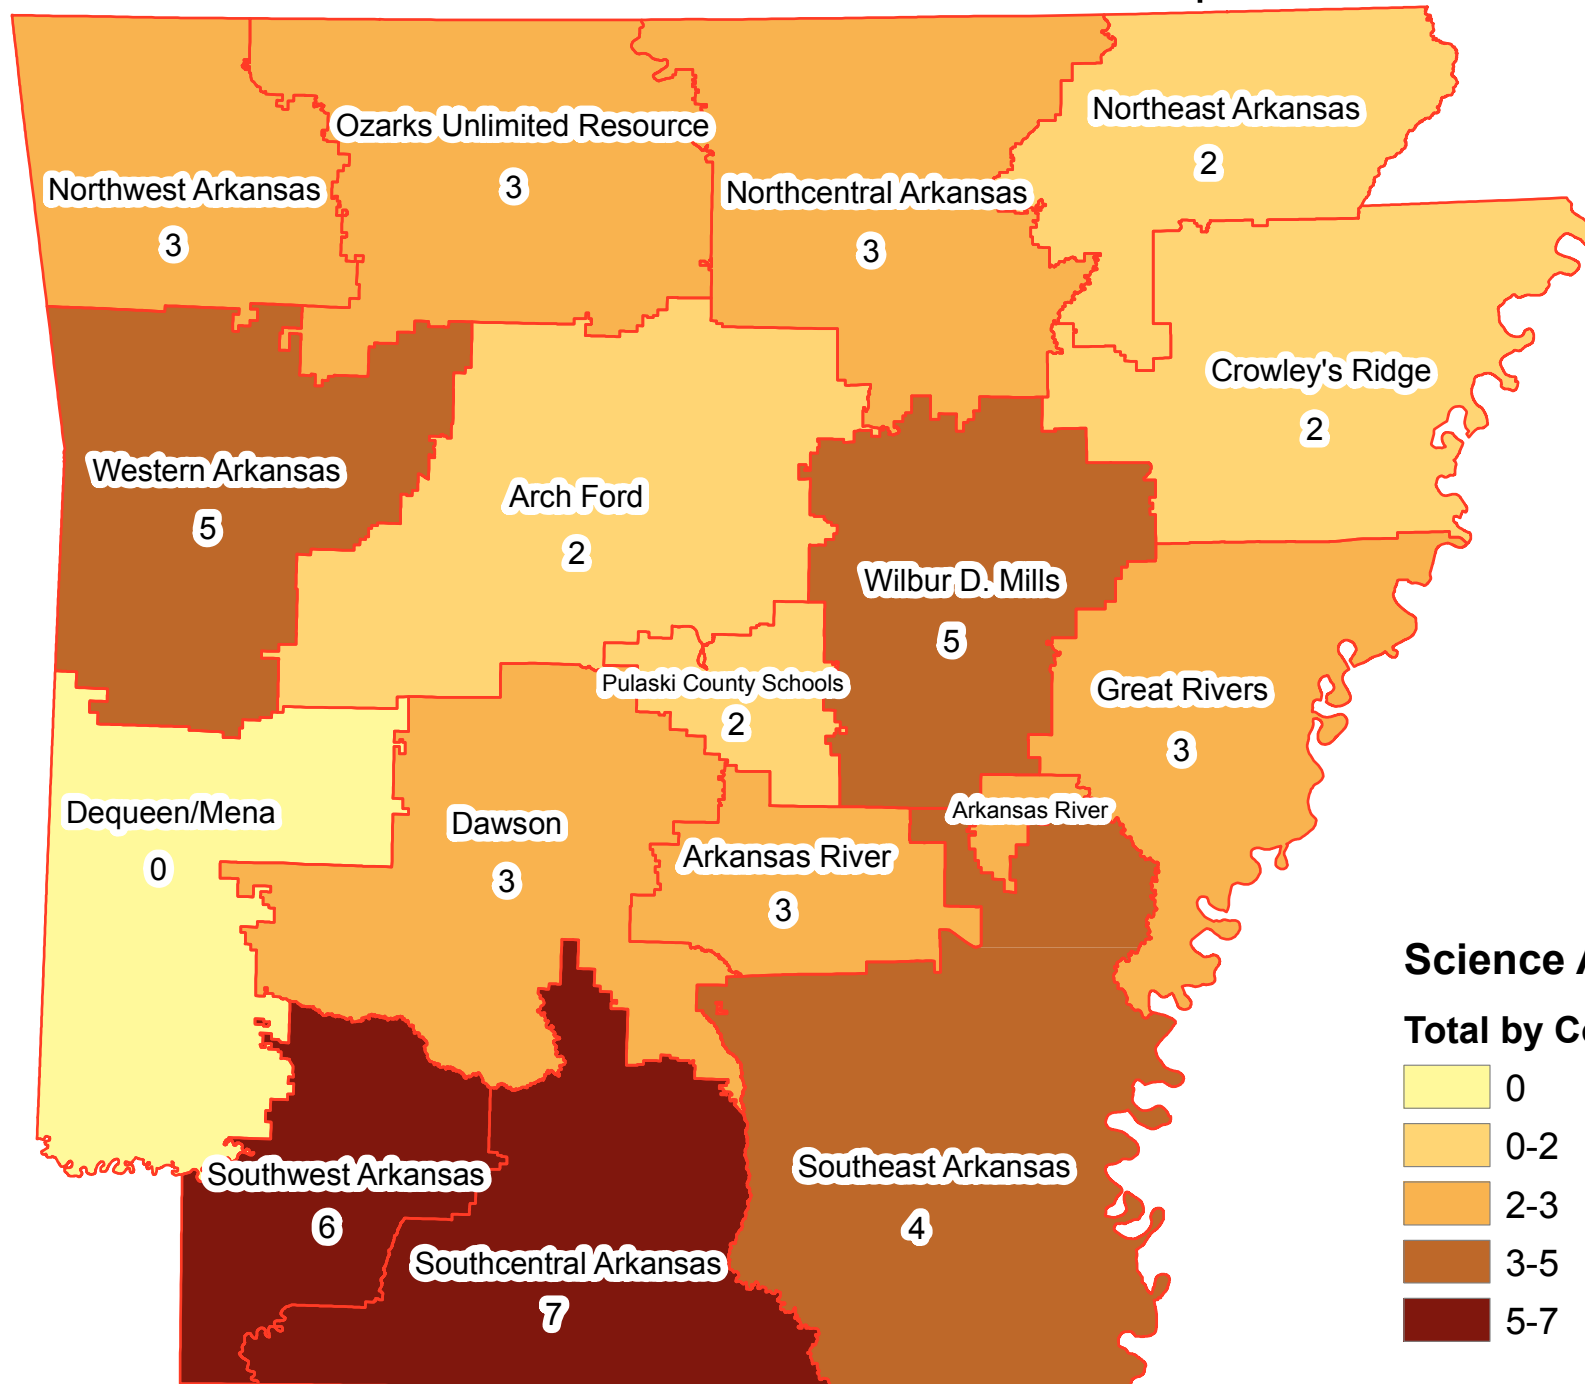 Northeast Arkansas
2
Ozarks Unlimited Resource
3
Northwest Arkansas
3
Northcentral Arkansas
3
Crowley's Ridge
2
Western Arkansas
5
Arch Ford
2
Wilbur D. Mills
5
Pulaski County Schools
2
Great Rivers
3
Dequeen/Mena
0
Dawson
3
Arkansas River
Arkansas River
3
Southwest Arkansas
6
Southeast Arkansas
4
Southcentral Arkansas
7
Science
Total by
0
0-2
2-3
3-5
5-7